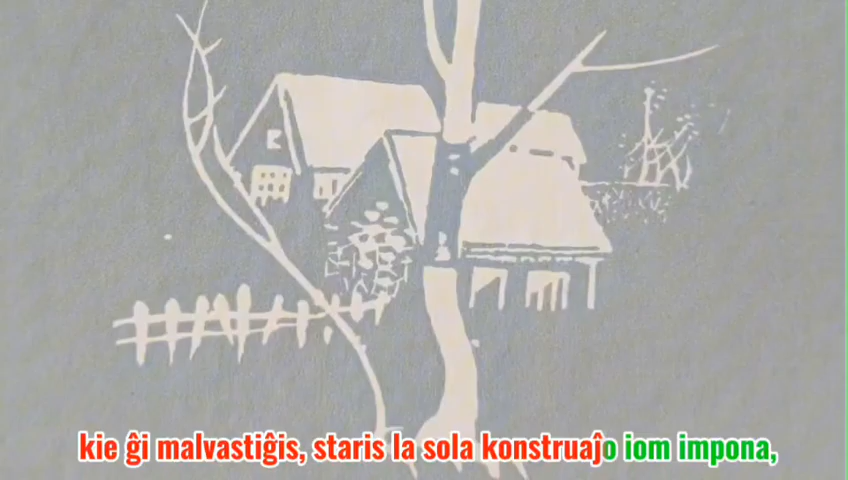 kie ĝi malvastiĝis, staris la sola konstruaĵo iom impona,